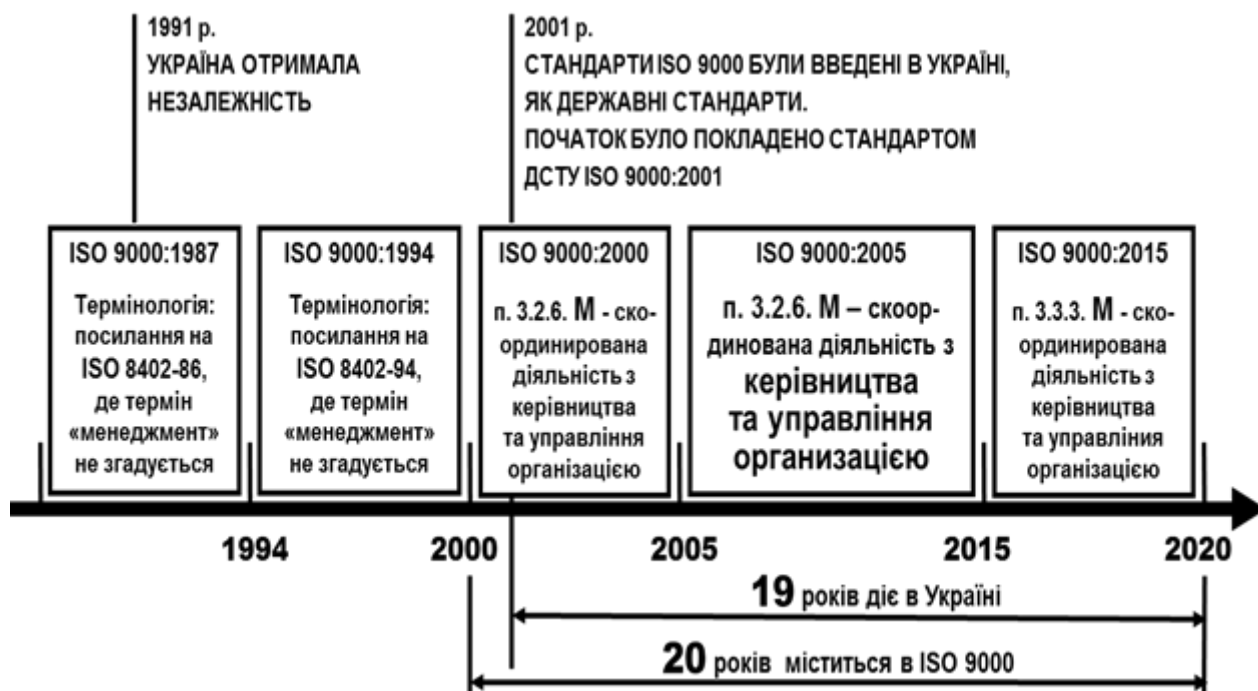 1991 р.
УКРАЇНА ОТРИМАЛА
НЕЗАЛЕЖНІСТЬ
2001 р.
СТАНДАРТИ ISO 9000 БУЛИ ВВЕДЕНІ В УКРАЇНІ,
ЯК ДЕРЖАВНІ СТАНДАРТИ.
ПОЧАТОК БУЛО ПОКЛАДЕНО СТАНДАРТОМ
ДСТУ ISO 9000:2001
ISO 9000:1987
Термінологія:
посилання на
ISO 8402-86,
де термін
«менеджмент»
не згадується
ISO 9000:1994
Термінологія:
посилання на
ISO 8402-94,
де термін
«менеджмент»
не згадується
ISO 9000:2000
п. 3.2.6. М - ско-
ординирована
діяльність з
керівництва
та управління
організацією
ISO 9000:2005
п. 3.2.6. М – скоор-
динована діяльність з
керівництва
та управління
организацією
ISO 9000:2015
п. 3.3.3. М - ско-
ординирована
діяльність з
керівництва
та управлiния
організацією
1994
2000
2005
2015
2020
19 років діє в Україні
20 років міститься в ISO 9000